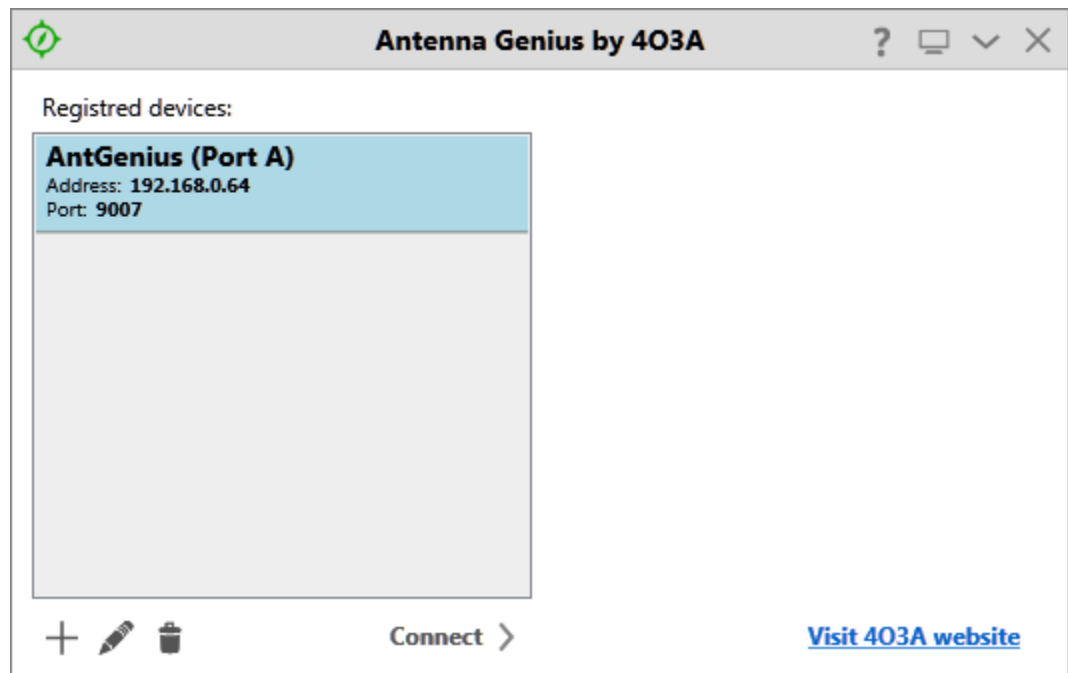 Antenna Genius by 4O3A
?
Registred devices:
AntGenius (Port A)
Address: 192.168.0.64
Port: 9007
Connect
Visit 4O3A website